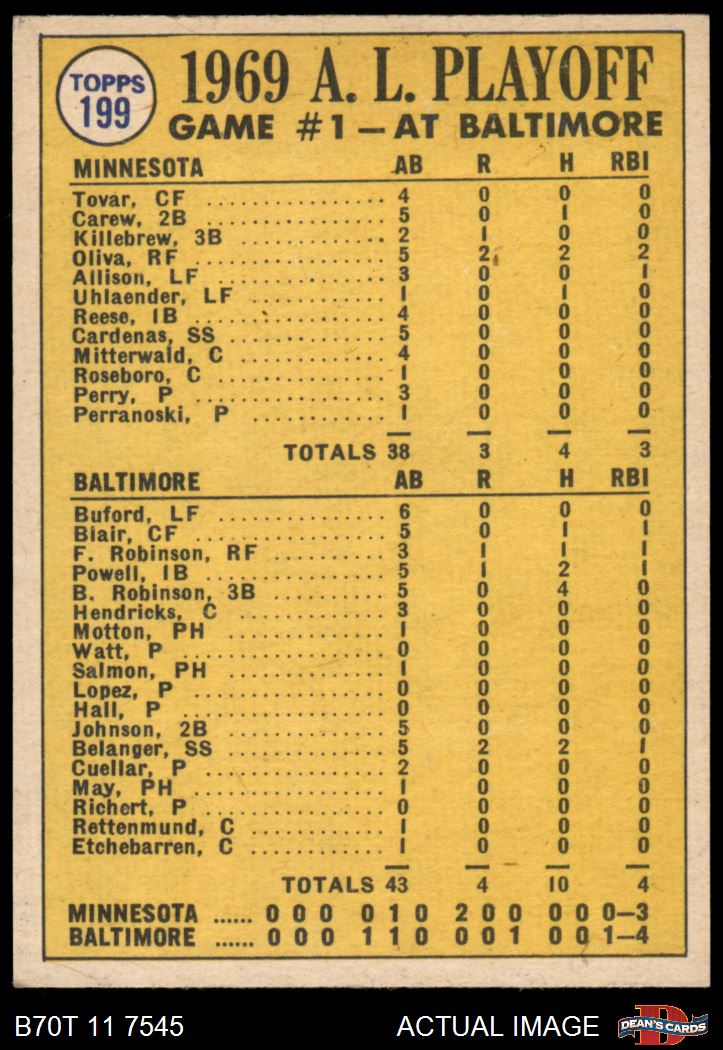 TOPPS
199
1969 A. L. PLAYOFF
GAME #1 — AT BALTIMORE
MINNESOTA AB R H RBI
Tovar, CF .................. 4 0 0 0
Carew, 2B .................. 5 0 1 0
Killebrew, 3B .............. 2 1 0 0
Oliva, RF .................. 5 2 2 2
Allison, LF ................ 3 0 0 1
Uhlaender, LF ............ 1 0 1 0
Reese, 1B .................. 4 0 0 0
Cardenas, SS ............... 5 0 0 0
Mitterwald, C .............. 4 0 0 0
Roseboro, C ................ 1 0 0 0
Perry, P ................... 3 0 0 0
Perranoski, P ............ 1 0 0 0
TOTALS 38 3 4 3
BALTIMORE AB R H RBI
Buford, LF ................. 6 0 0 0
Blair, CF .................. 5 0 1 1
F. Robinson, RF ............ 3 1 1 1
Powell, 1B ................. 5 1 2 1
B. Robinson, 3B ............ 5 0 4 0
Hendricks, C ............... 3 0 0 0
Motton, PH ................. 1 0 0 0
Watt, P .................... 0 0 0 0
Salmon, PH ................. 1 0 0 0
Lopez, P ................... 0 0 0 0
Hall, P .................... 0 0 0 0
Johnson, 2B ................ 5 0 0 0
Belanger, SS ............... 5 2 2 1
Cuellar, P ................. 2 0 0 0
May, PH .................... 1 0 0 0
Richert, P ................. 0 0 0 0
Rettenmund, C .............. 1 0 0 0
Etchebarren, C ............. 1 0 0 0
TOTALS 43 4 10 4
MINNESOTA ...... 0 0 0 0 1 0 2 0 0 0 0 0—3
BALTIMORE ...... 0 0 0 1 1 0 0 0 1 0 0 1—4
B70T 11 7545 ACTUAL IMAGE
D
DEAN'S CARDS